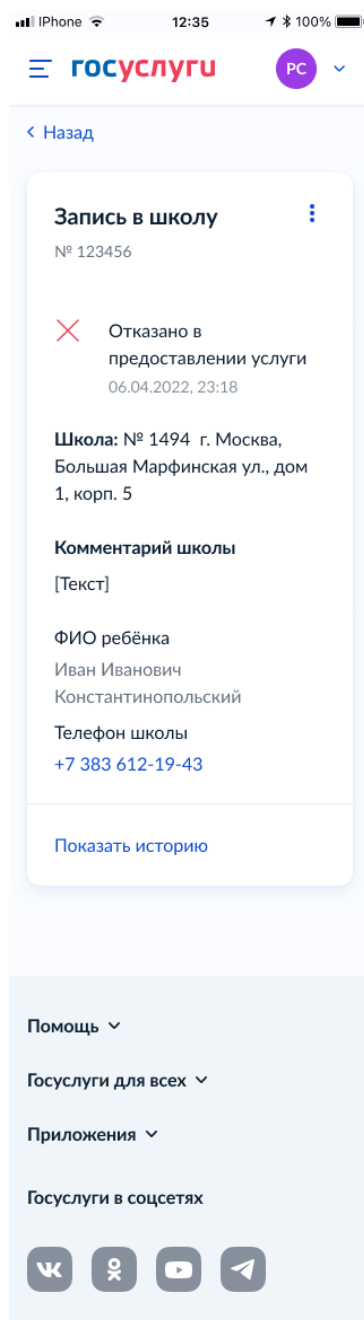 IPhone 12:35 100%
госуслуги РС
Назад
Запись в школу
№ 123456
Отказано в
предоставлении услуги
06.04.2022, 23:18
Школа: № 1494 г. Москва,
Большая Марфинская ул., дом
1, корп. 5
Комментарий школы
[Текст]
ФИО ребёнка
Иван Иванович
Константинопольский
Телефон школы
+7 383 612-19-43
Показать историю
Помощь
Госуслуги для всех
Приложения
Госуслуги в соцсетях